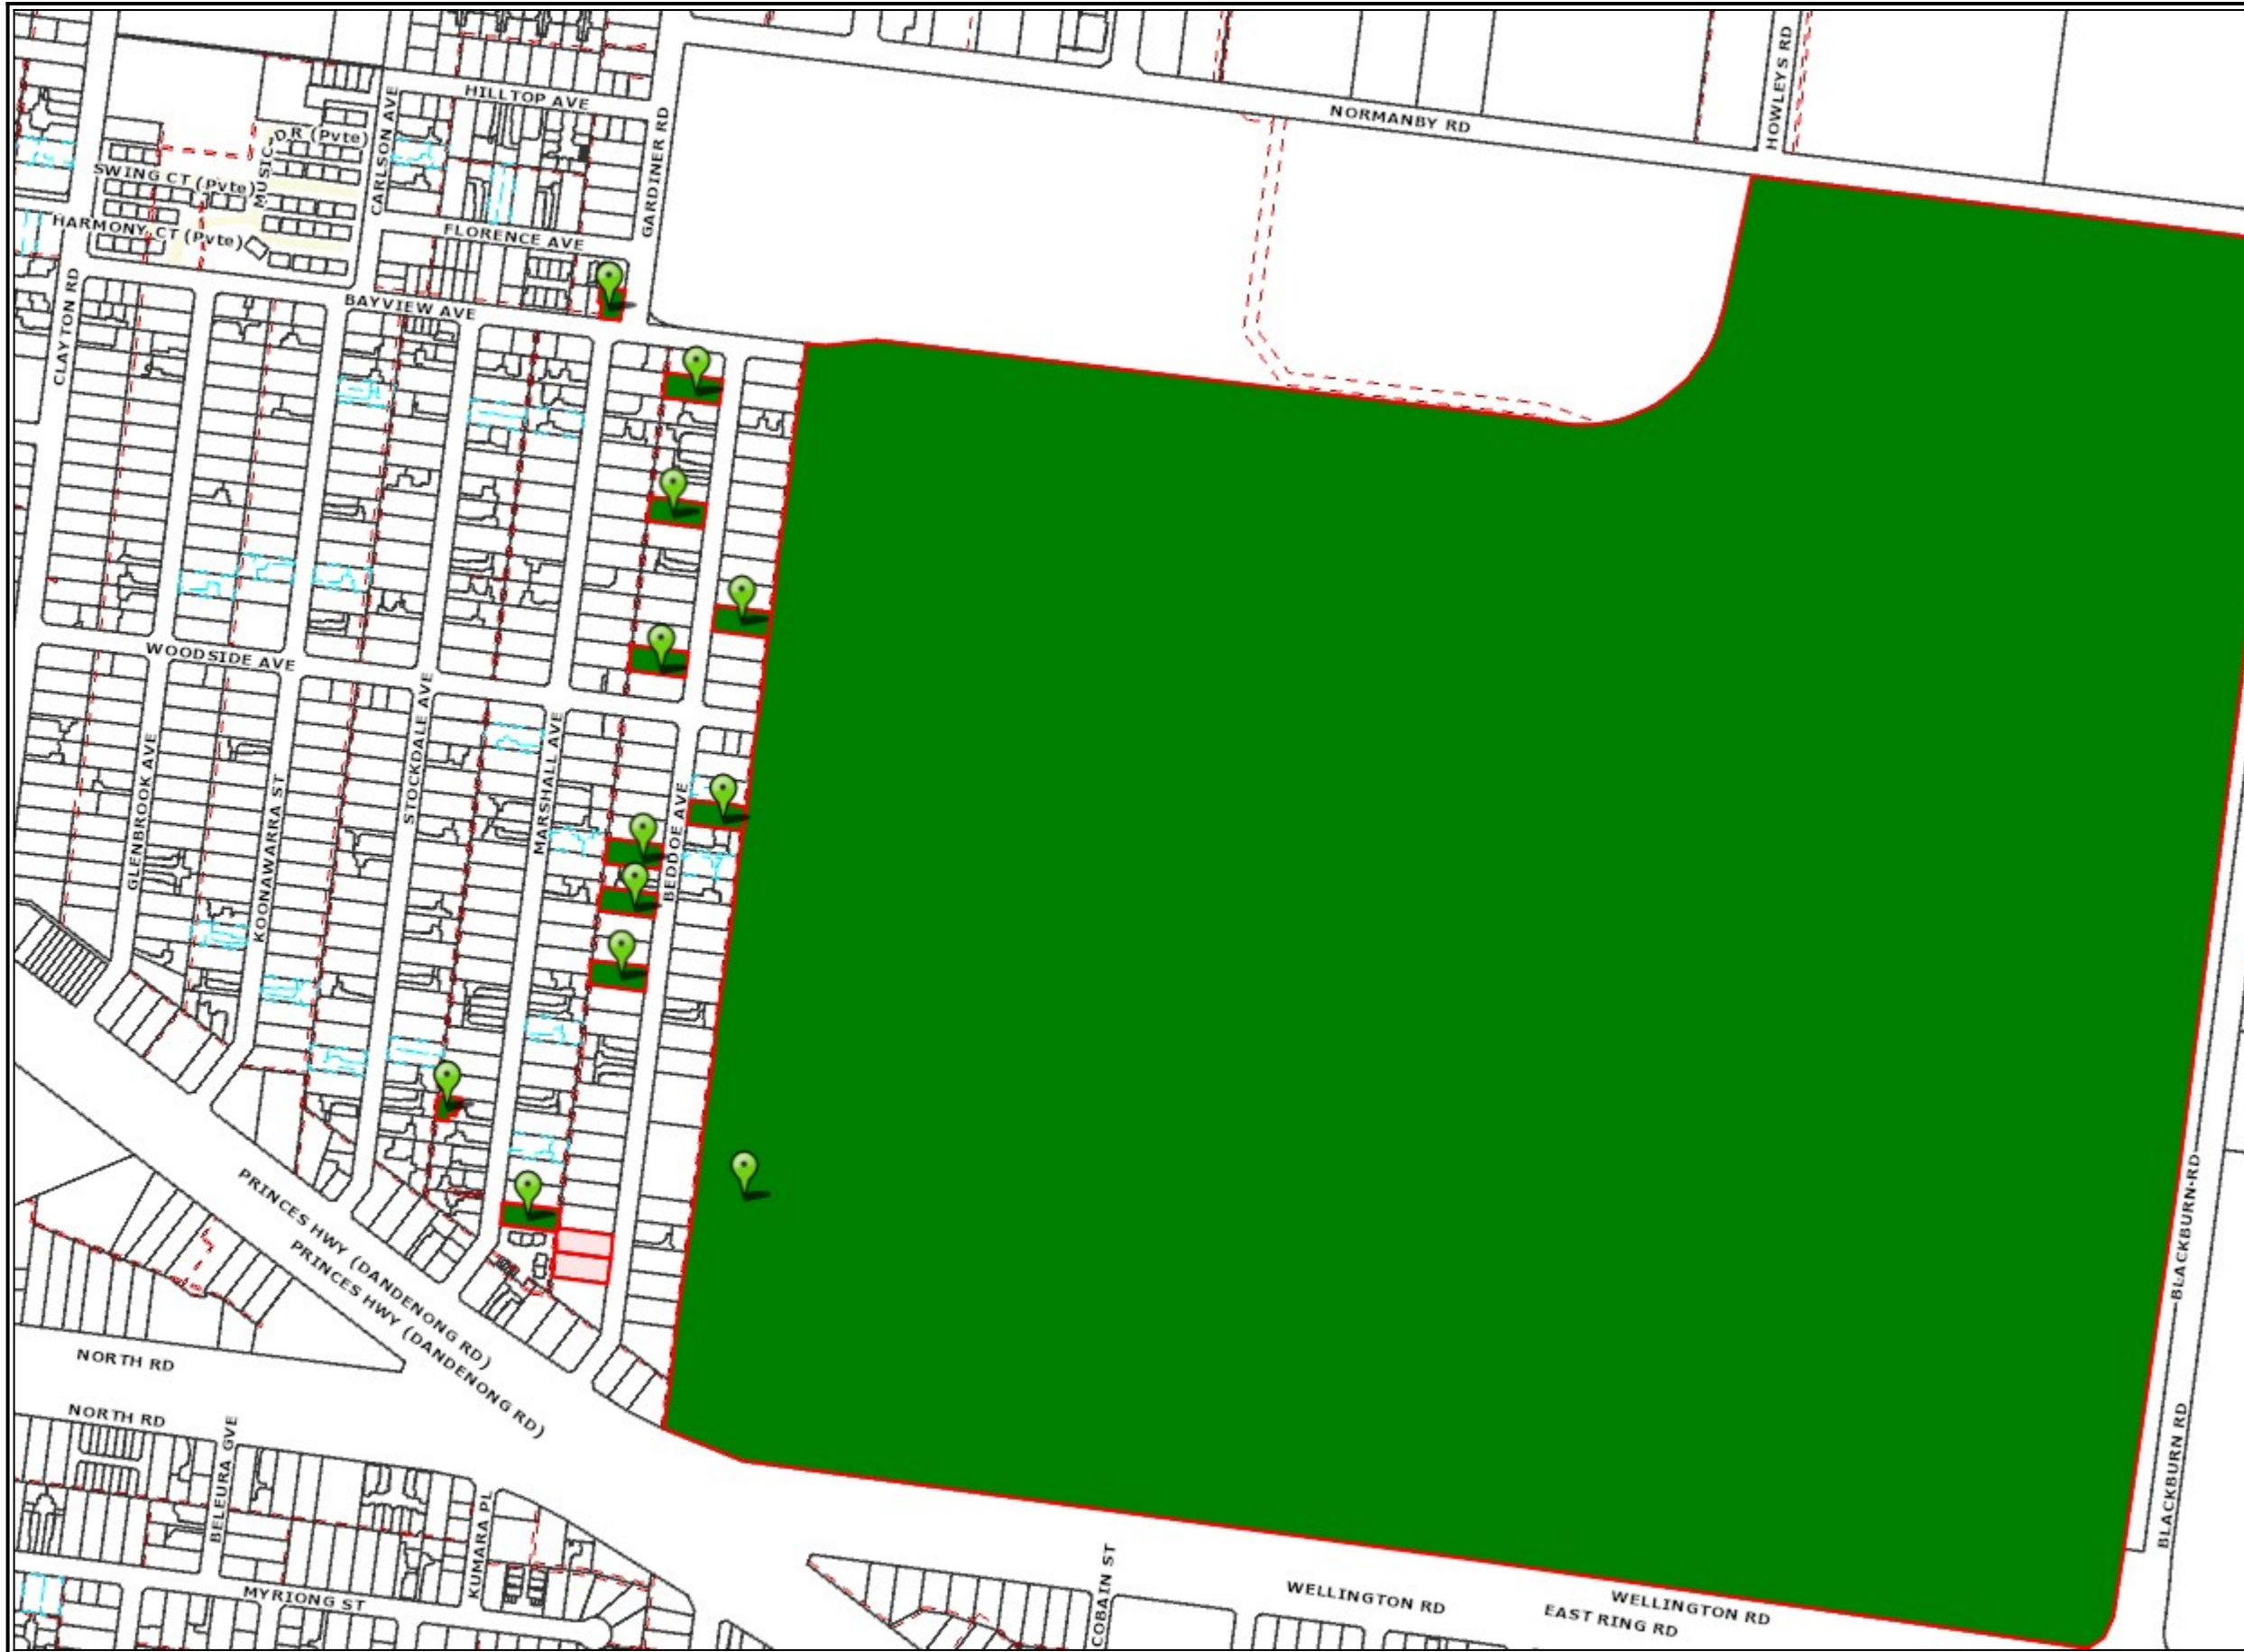 HILLTOP AVE
NORMANBY RD
HOWLEYS RD
CARLSON AVE
MUSIC DR (Pvte)
GARDINER RD
SWING CT (Pvte)
HARMONY CT (Pvte)
FLORENCE AVE
CLAYTON RD
BAYVIEW AVE
WOODSIDE AVE
GLENBROOK AVE
KOONAWARRA ST
STOCKDALE AVE
MARSHALL AVE
BEDDOE AVE
PRINCES HWY (DANDENONG RD)
PRINCES HWY (DANDENONG RD)
BLACKBURN RD
NORTH RD
NORTH RD
BELEURA GVE
KUMARA PL
BLACKBURN RD
MYRIONG ST
COBAIN ST
WELLINGTON RD
WELLINGTON RD
EAST RING RD